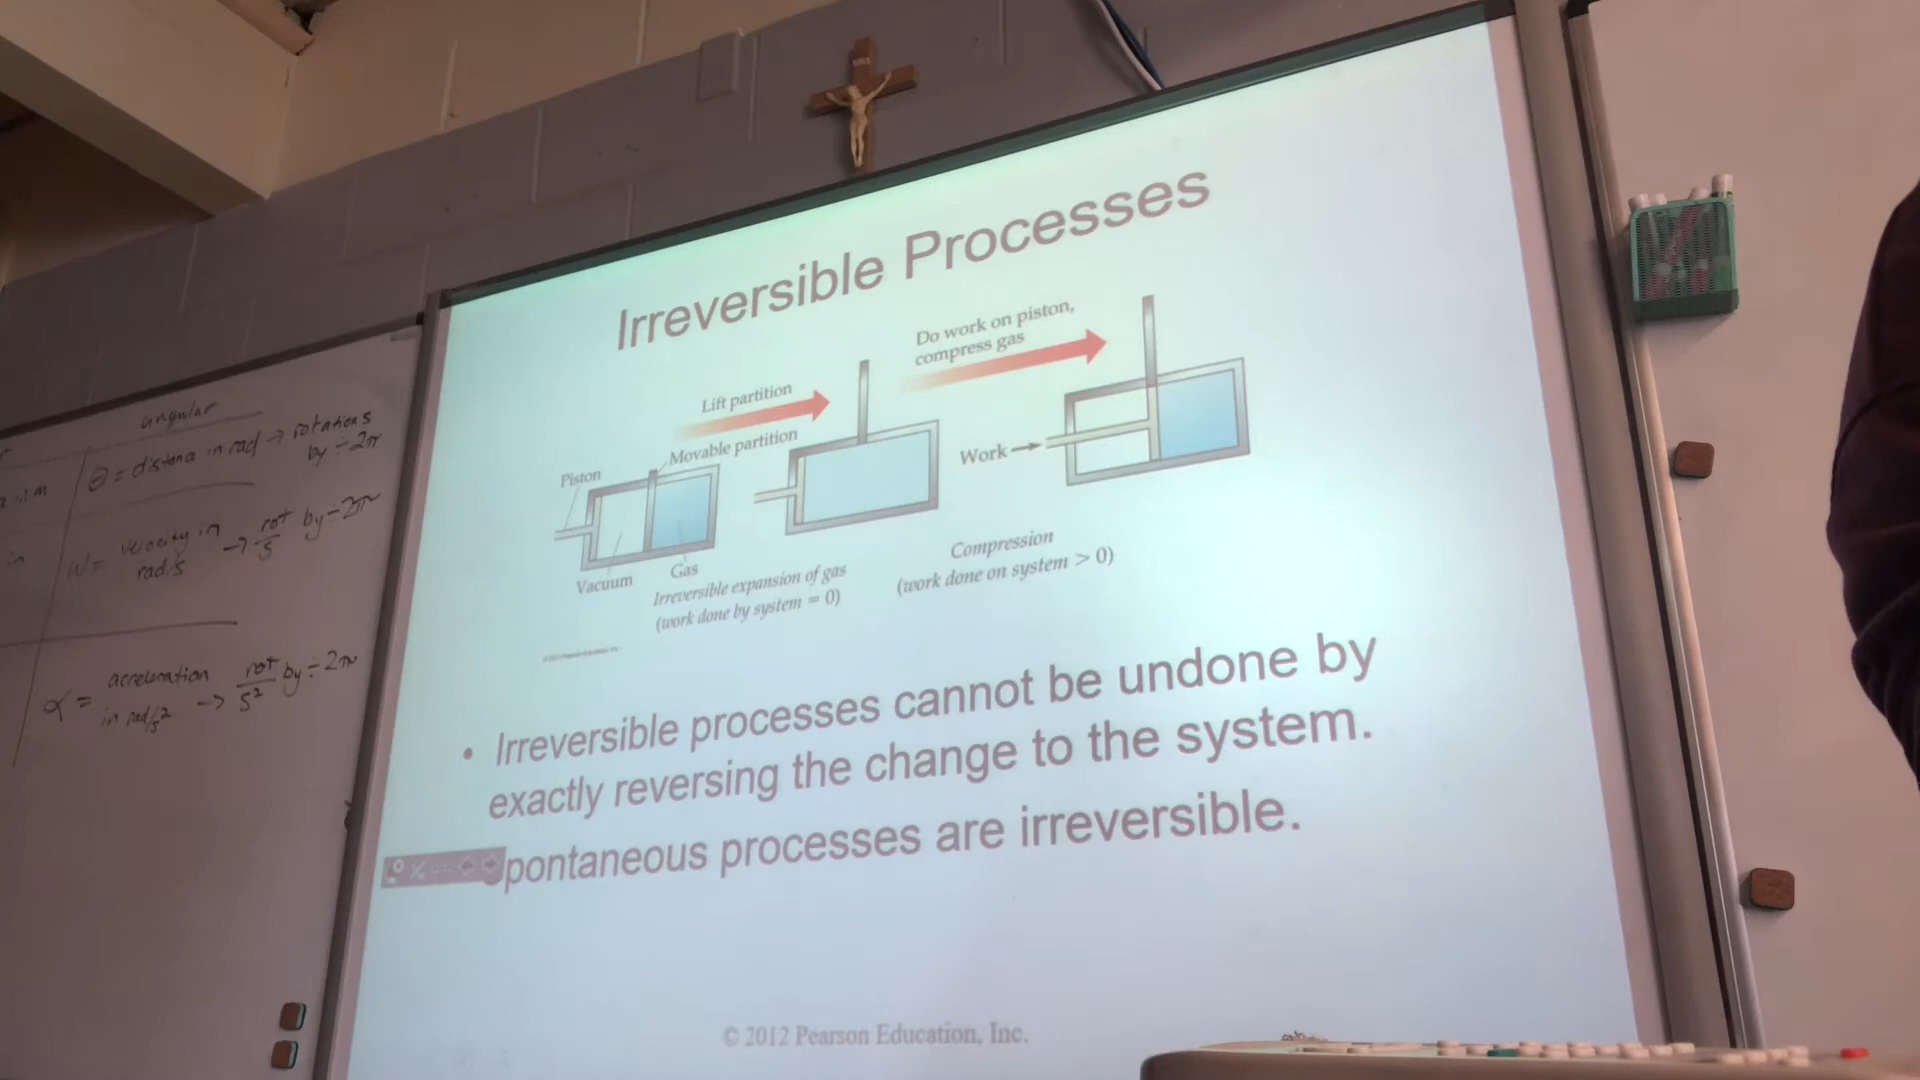 Irreversible Processes
Do work on piston,
compress gas
Lift partition
Movable partition
Piston
Work
Vacuum
Gas
Irreversible expansion of gas
(work done by system = 0)
Compression
(work done on system > 0)
• Irreversible processes cannot be undone by
exactly reversing the change to the system.
pontaneous processes are irreversible.
© 2012 Pearson Education, Inc.
angular
in m
θ = distance in rad → rotations
by ÷ 2π
in
W = velocity in
rad/s
→ rot
s
by ÷ 2π
α = acceleration
in rad/s²
→ rot
s²
by ÷ 2π